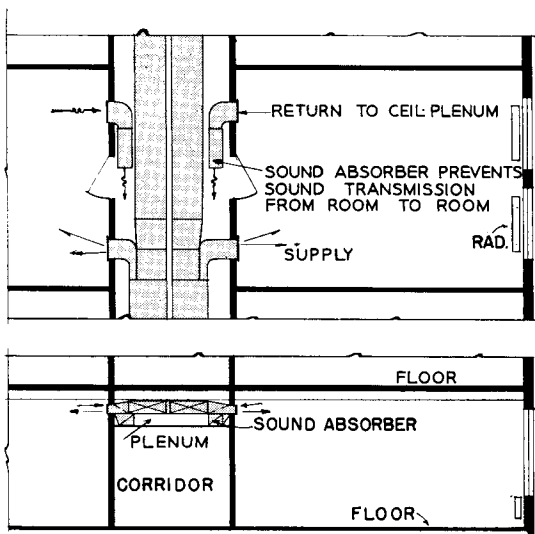 RETURN TO CEIL. PLENUM
SOUND ABSORBER PREVENTS
SOUND TRANSMISSION
FROM ROOM TO ROOM
RAD.
SUPPLY
FLOOR
SOUND ABSORBER
PLENUM
CORRIDOR
FLOOR